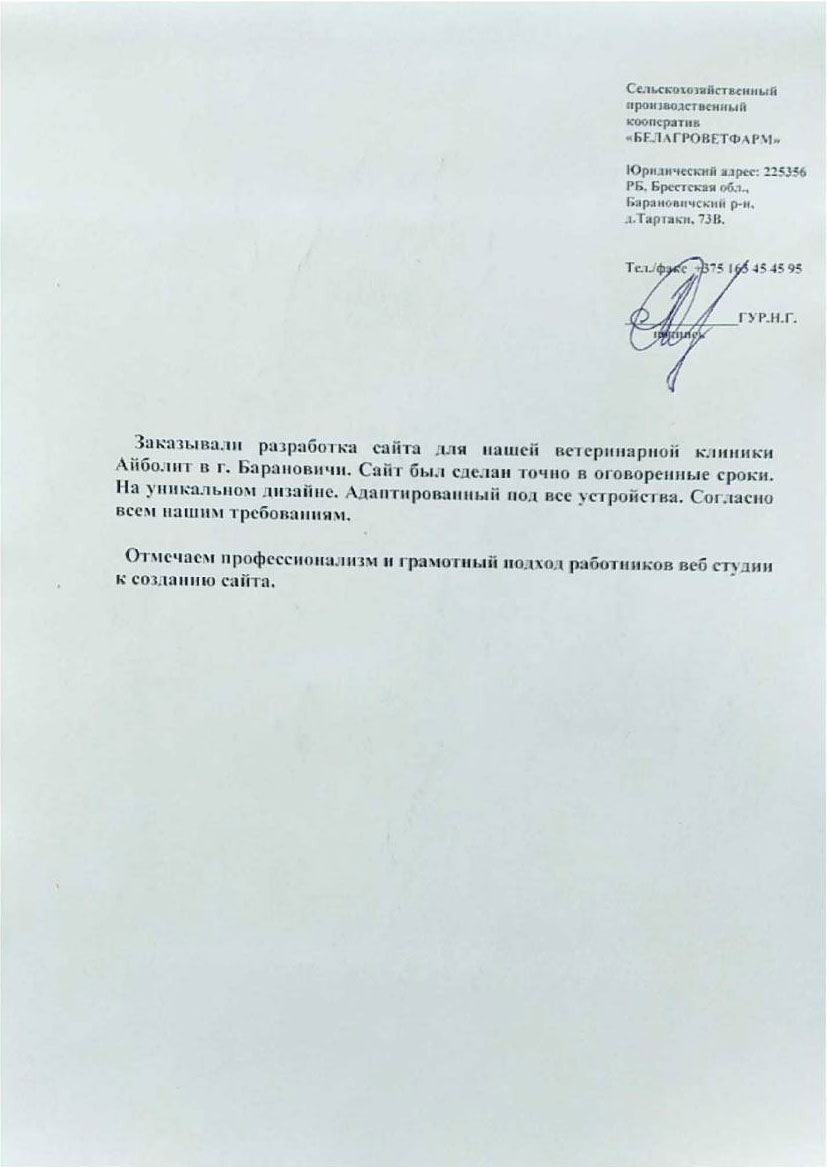 Сельскохозяйственный
производственный
кооператив
«БЕЛАГРОВЕТФАРМ»
Юридический адрес: 225356
РБ, Брестская обл.,
Барановичский р-н,
д.Тартаки, 73В.
Тел./факс +375 163 45 45 95
ГУР.Н.Г.
подпись
Заказывали разработка сайта для нашей ветеринарной клиники
Айболит в г. Барановичи. Сайт был сделан точно в оговоренные сроки.
На уникальном дизайне. Адаптированный под все устройства. Согласно
всем нашим требованиям.
Отмечаем профессионализм и грамотный подход работников веб студии
к созданию сайта.